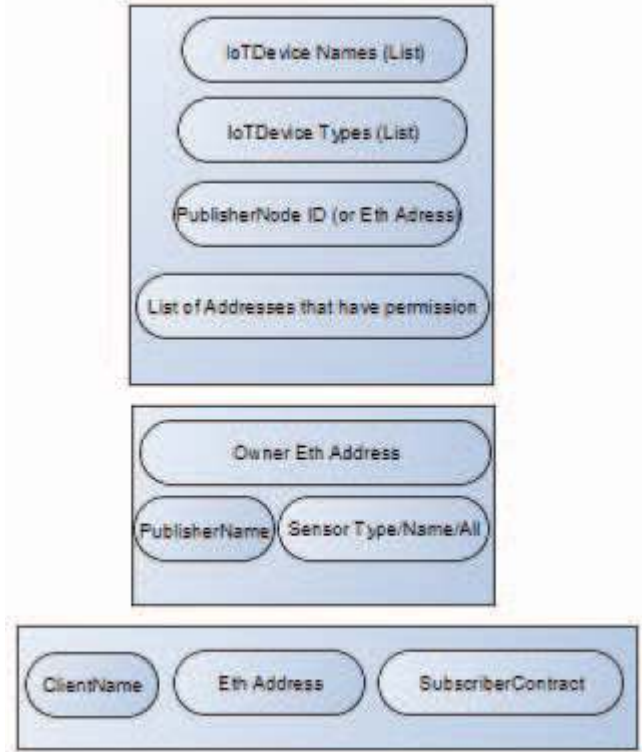 IoTDevice Names (List)
IoTDevice Types (List)
PublisherNode ID (or Eth Adress)
List of Addresses that have permission
Owner Eth Address
PublisherName
Sensor Type/Name/All
ClientName
Eth Address
SubscriberContract